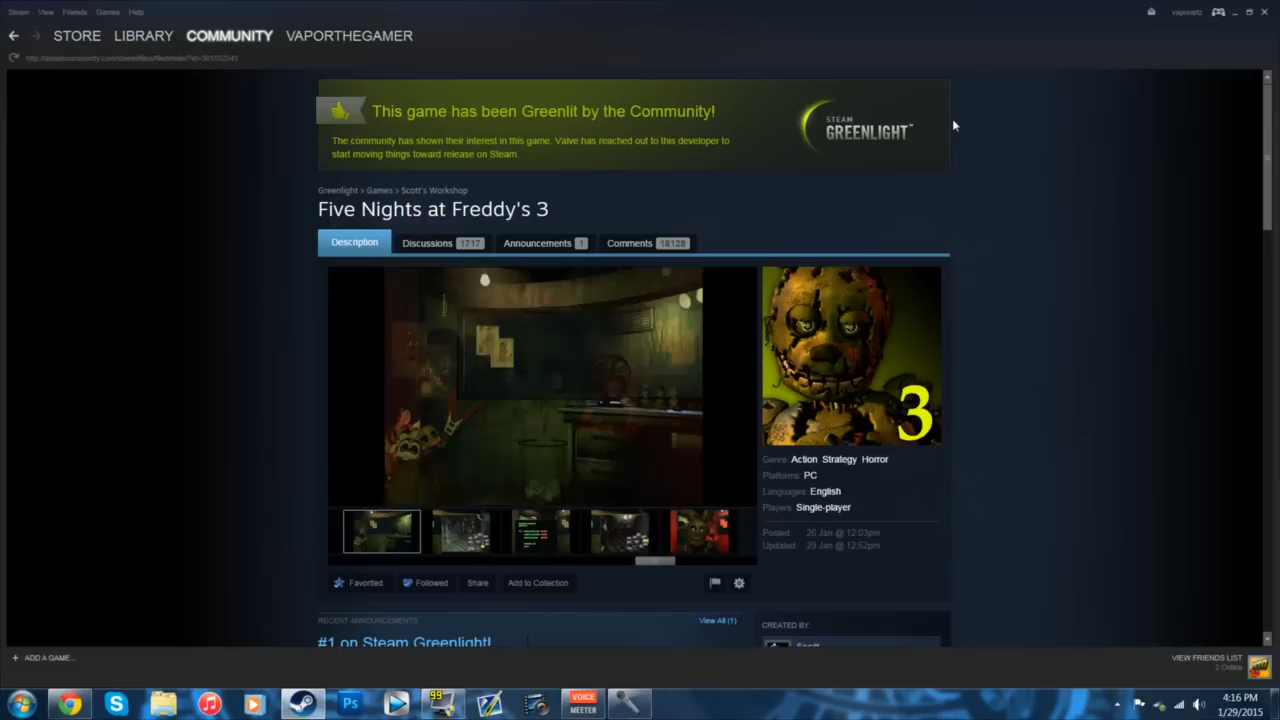 Steam View Friends Games Help
vaporietz
STORE LIBRARY COMMUNITY VAPORTHEGAMER
This game has been Greenlit by the Community!
The community has shown their interest in this game. Valve has reached out to this developer to
start moving things toward release on Steam.
STEAM
GREENLIGHT™
Greenlight > Games > Scott's Workshop
Five Nights at Freddy's 3
Description Discussions 1717 Announcements 1 Comments
3
Genre: Action Strategy Horror
Platforms: PC
Languages: English
Players: Single-player
Posted: 26 Jan @ 12:03pm
Updated: 29 Jan @ 12:52pm
Favorited Followed Share Add to Collection
RECENT ANNOUNCEMENTS View All (1)
#1 on Steam Greenlight!
CREATED BY:
Scott
+ ADD A GAME...
VIEW FRIENDS LIST
2 Online
99
Ps
VOICE
MEETER
4:16 PM
1/29/2015